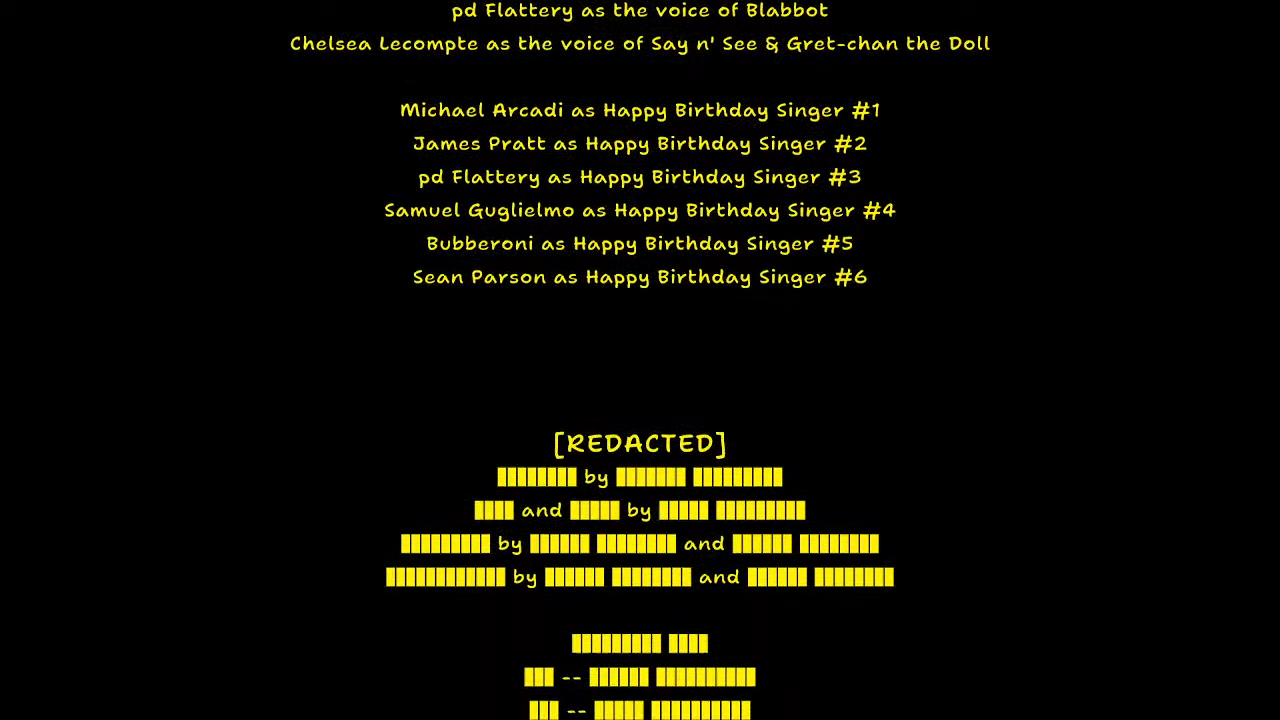 pd Flattery as the voice of Blabbot
Chelsea Lecompte as the voice of Say n' See & Gret-chan the Doll
Michael Arcadi as Happy Birthday Singer #1
James Pratt as Happy Birthday Singer #2
pd Flattery as Happy Birthday Singer #3
Samuel Guglielmo as Happy Birthday Singer #4
Bubberoni as Happy Birthday Singer #5
Sean Parson as Happy Birthday Singer #6
[REDACTED]
████████ by ███████ █████████
████ and █████ by █████ █████████
█████████ by ██████ ████████ and ██████ ████████
████████████ by ██████ ████████ and ██████ ████████
█████████ ████
███ -- ██████ ██████████
███ -- █████ ██████████